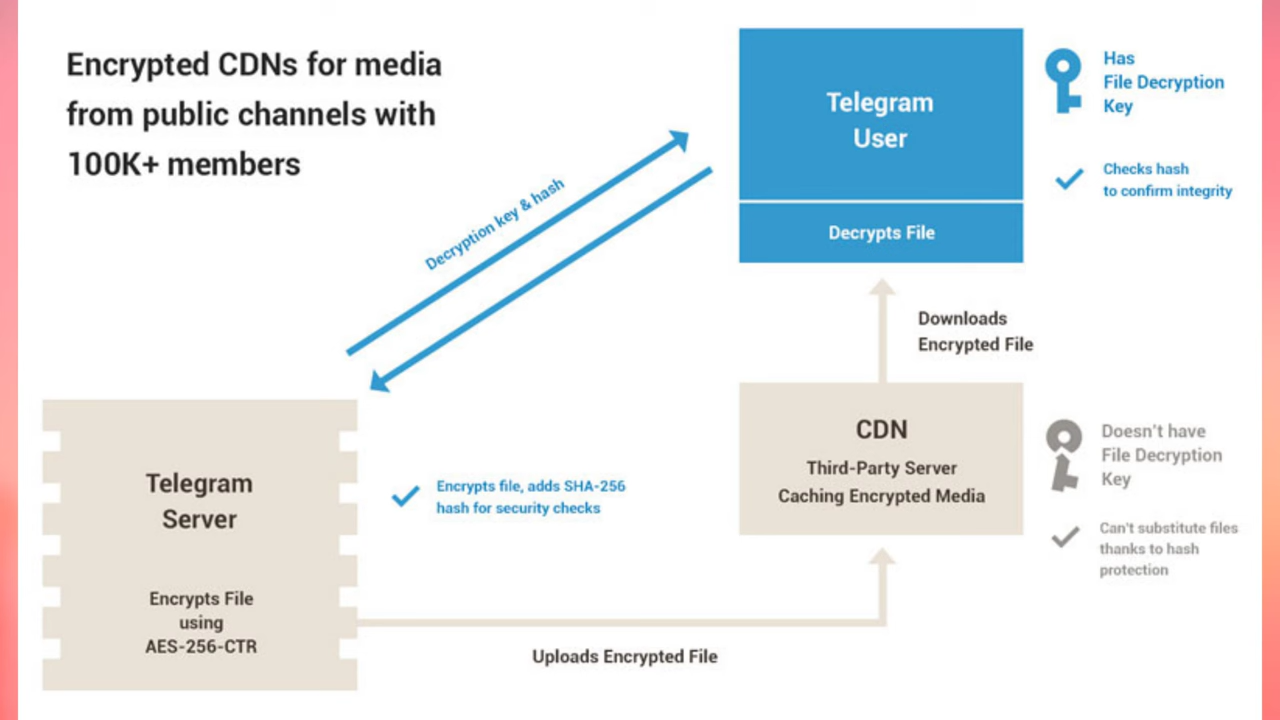 Encrypted CDNs for media
from public channels with
100K+ members
Telegram
User
Decrypts File
Has
File Decryption
Key
Checks hash
to confirm integrity
Decryption key & hash
Downloads
Encrypted File
CDN
Third-Party Server
Caching Encrypted Media
Doesn't have
File Decryption
Key
Can't substitute files
thanks to hash
protection
Telegram
Server
Encrypts File
using
AES-256-CTR
Encrypts file, adds SHA-256
hash for security checks
Uploads Encrypted File